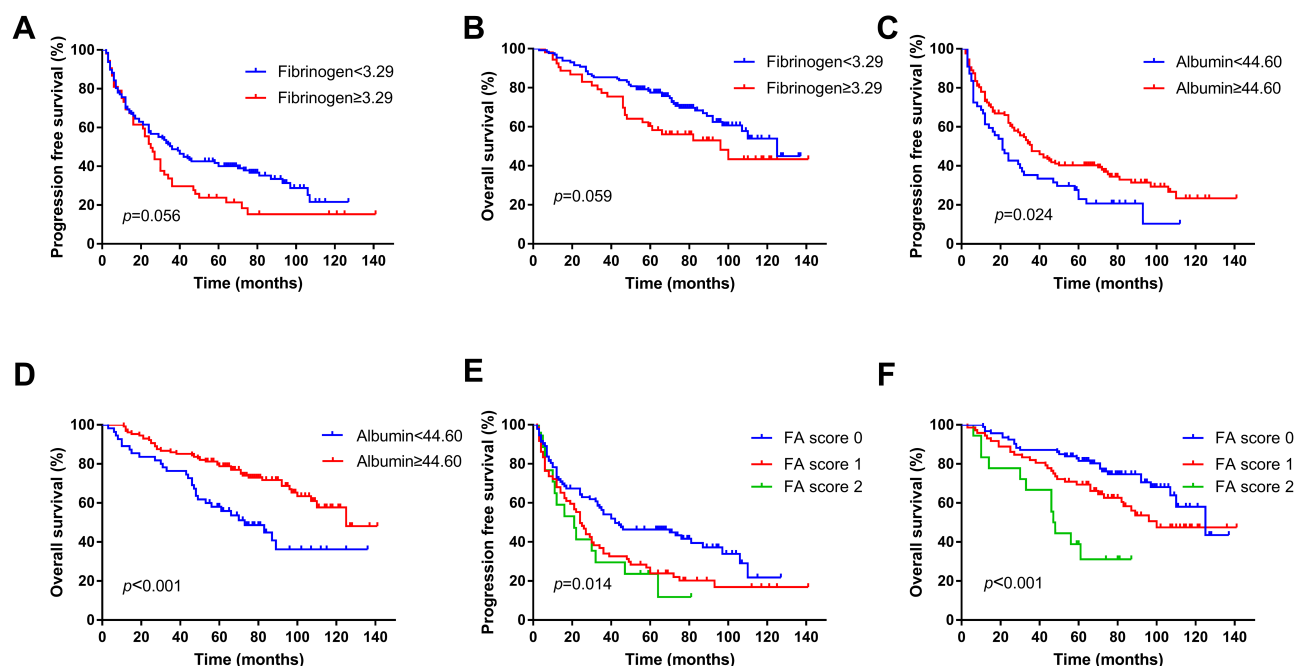 A
Progression free survival (%)
100
80
60
40
20
0
Fibrinogen<3.29
Fibrinogen≥3.29
p=0.056
0 20 40 60 80 100 120 140
Time (months)
B
Overall survival (%)
100
80
60
40
20
0
Fibrinogen<3.29
Fibrinogen≥3.29
p=0.059
0 20 40 60 80 100 120 140
Time (months)
C
Progression free survival (%)
100
80
60
40
20
0
Albumin<44.60
Albumin≥44.60
p=0.024
0 20 40 60 80 100 120 140
Time (months)
D
Overall survival (%)
100
80
60
40
20
0
Albumin<44.60
Albumin≥44.60
p<0.001
0 20 40 60 80 100 120 140
Time (months)
E
Progression free survival (%)
100
80
60
40
20
0
FA score 0
FA score 1
FA score 2
p=0.014
0 20 40 60 80 100 120 140
Time (months)
F
Overall survival (%)
100
80
60
40
20
0
FA score 0
FA score 1
FA score 2
p<0.001
0 20 40 60 80 100 120 140
Time (months)